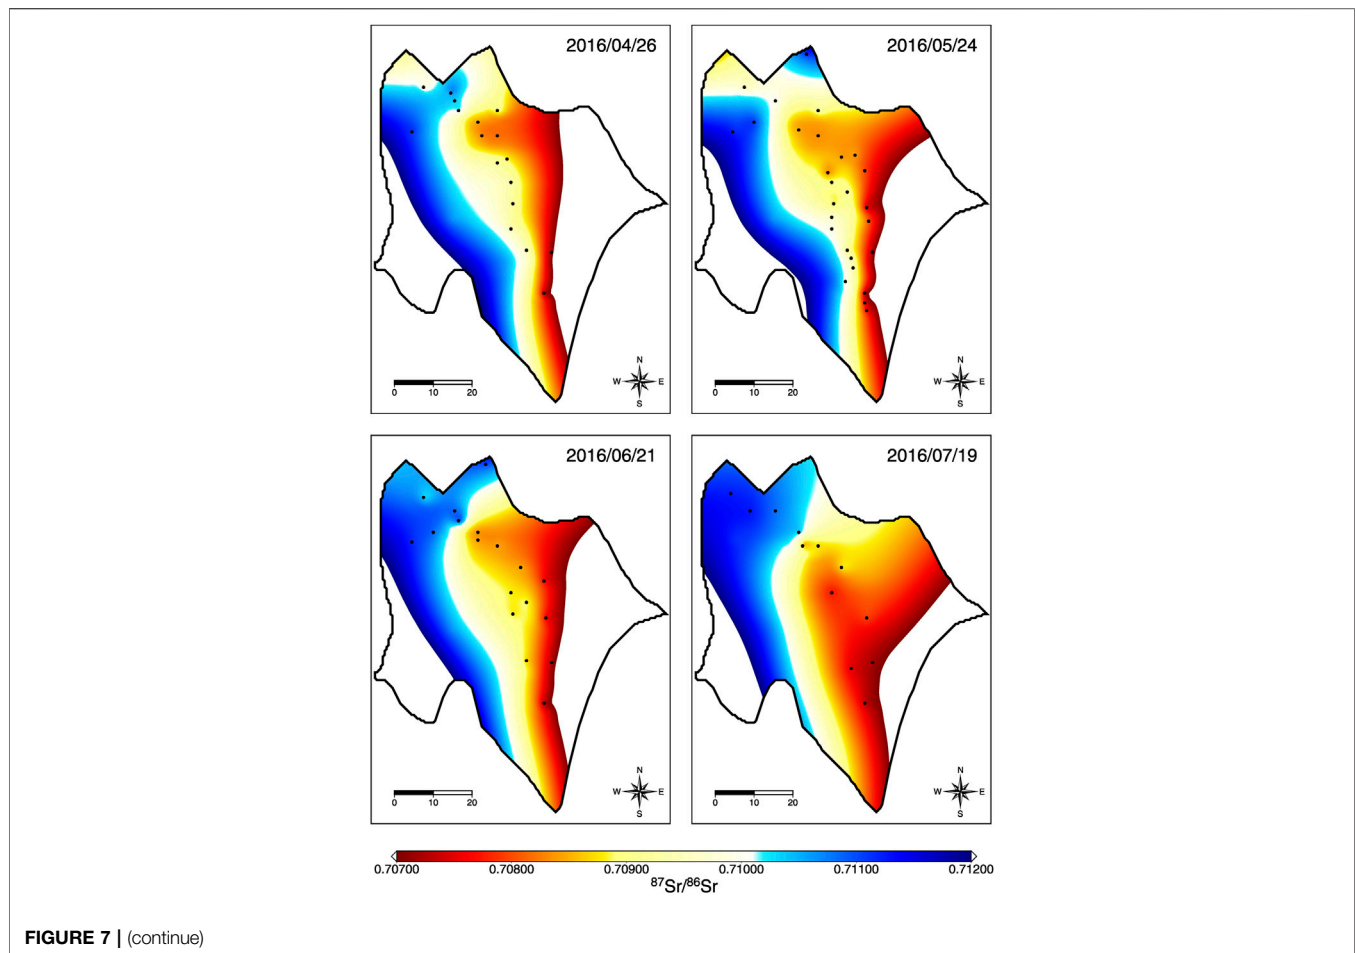 2016/04/26
N
W E
S
0 10 20
2016/05/24
N
W E
S
0 10 20
2016/06/21
N
W E
S
0 10 20
2016/07/19
N
W E
S
0 10 20
0.70700 0.70800 0.70900 0.71000 0.71100 0.71200
⁸⁷Sr/⁸⁶Sr
FIGURE 7 | (continue)